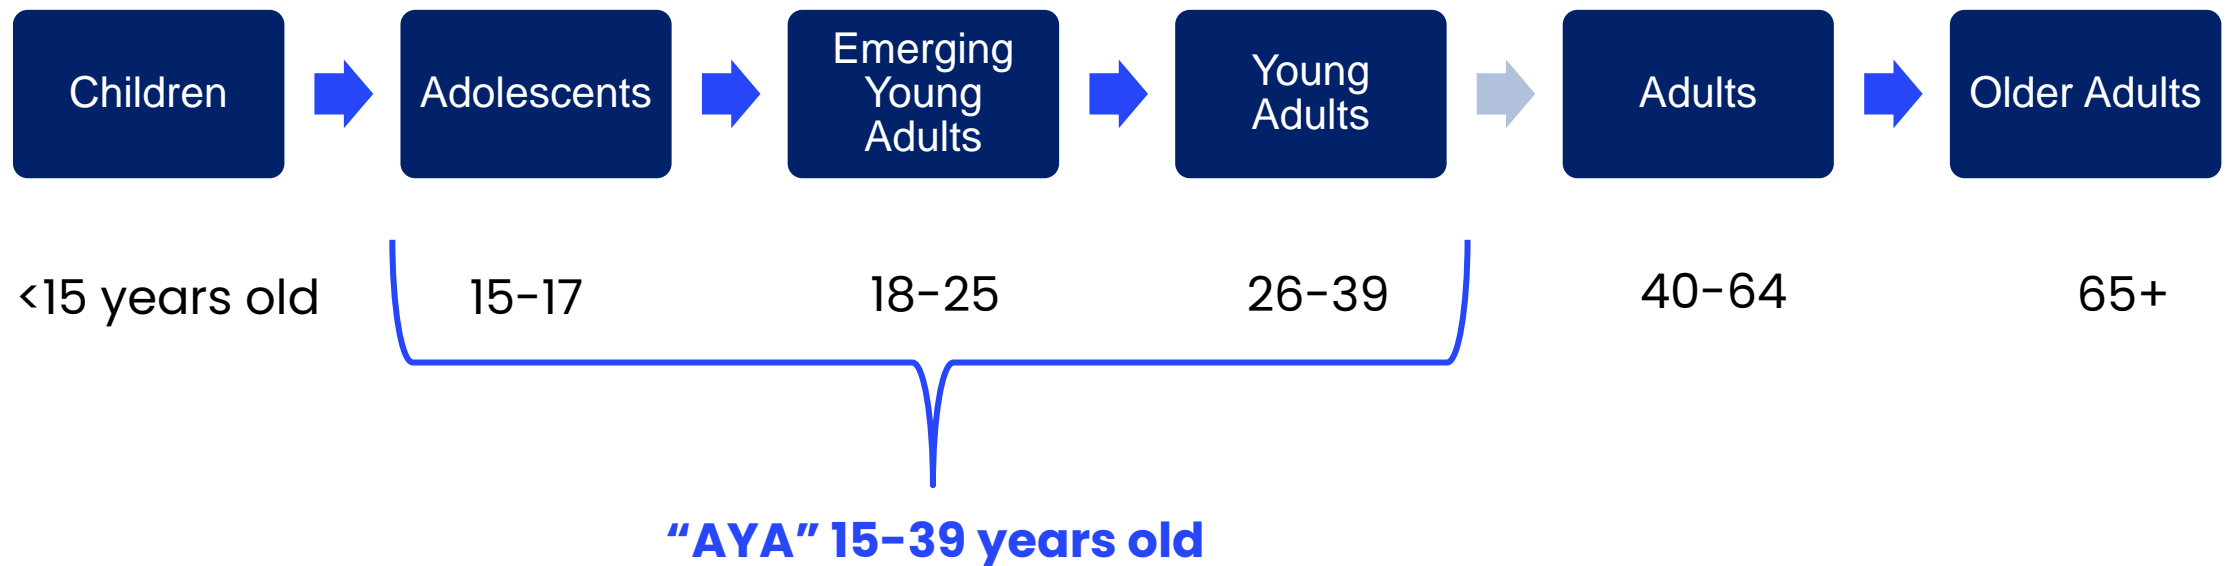 Children
Adolescents
Emerging
Young
Adults
Young
Adults
Adults
Older Adults
<15 years old
15-17
18-25
26-39
40-64
65+
“AYA” 15-39 years old